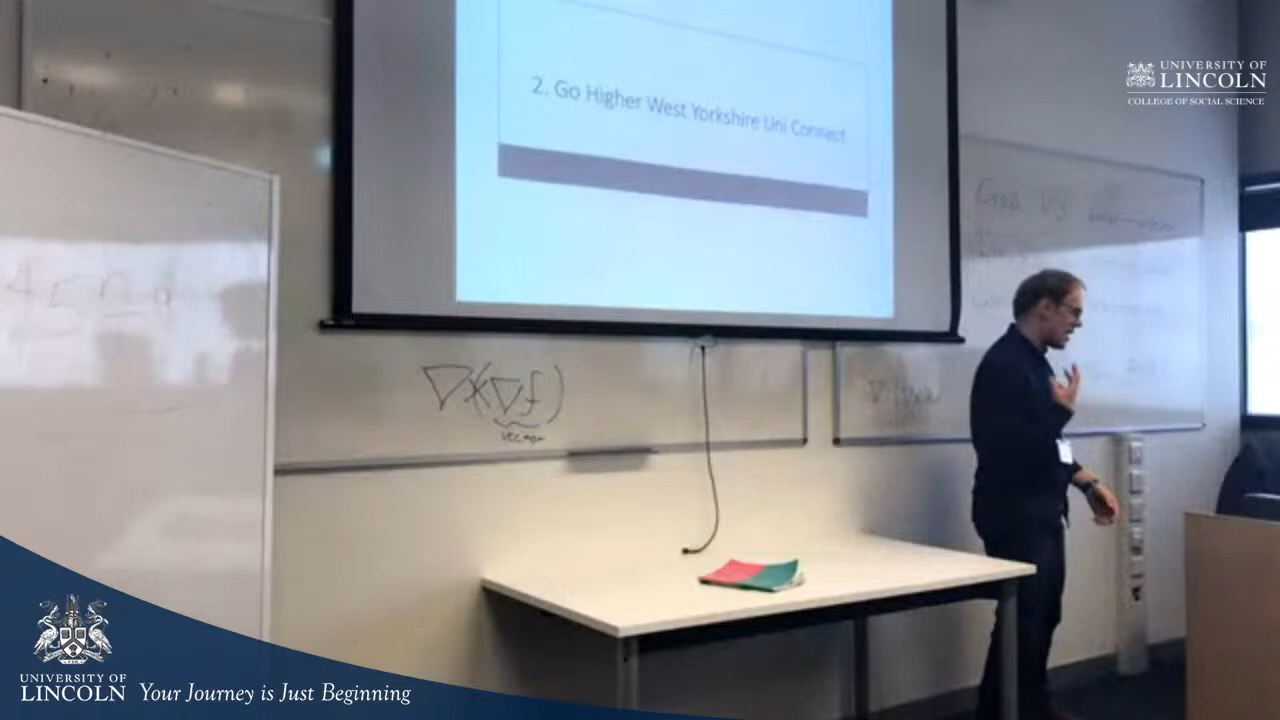 2. Go Higher West Yorkshire Uni Connect
UNIVERSITY OF
LINCOLN
COLLEGE OF SOCIAL SCIENCE
∇x(∇f)
vector
UNIVERSITY OF
LINCOLN Your Journey is Just Beginning